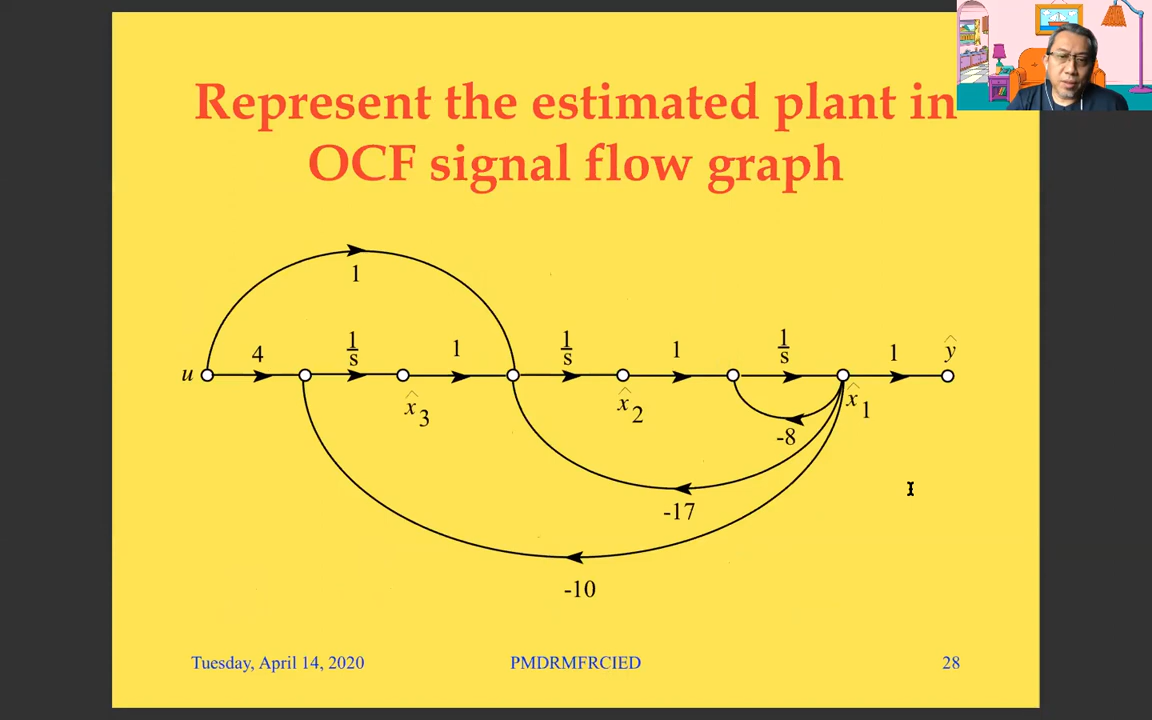 Represent the estimated plant in
OCF signal flow graph
1
4
1/s
1
1/s
1
1/s
1
ŷ
u
x̂3
x̂2
x̂1
-8
-17
-10
Tuesday, April 14, 2020
PMDRMFRCIED
28